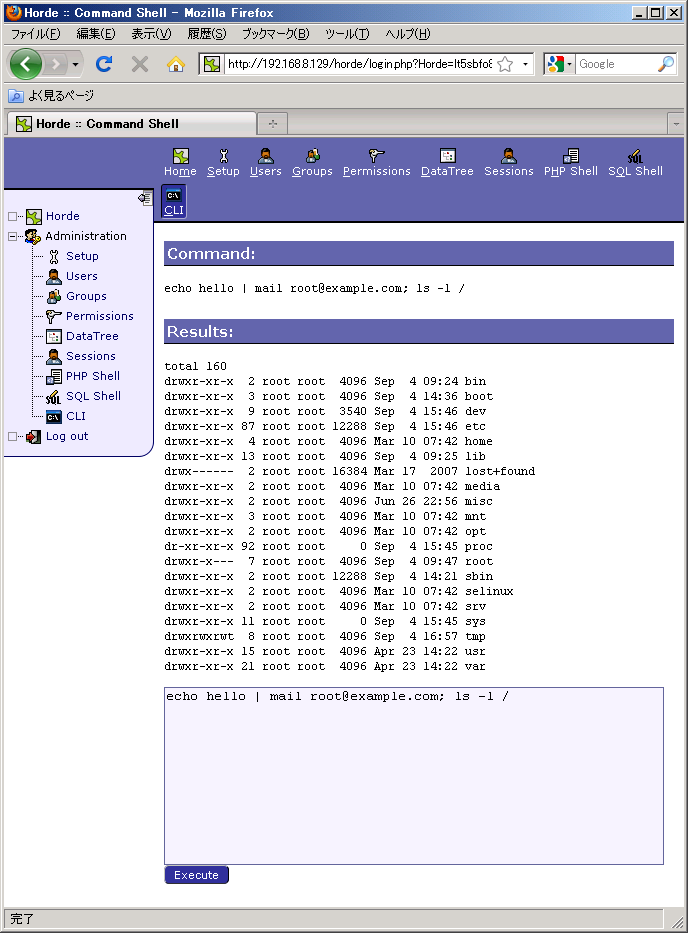 Horde :: Command Shell - Mozilla Firefox
ファイル(F) 編集(E) 表示(V) 履歴(S) ブックマーク(B) ツール(T) ヘルプ(H)
http://192.168.8.129/horde/login.php?Horde=lt5sbfo8 Google
よく見るページ
Horde :: Command Shell
Home Setup Users Groups Permissions DataTree Sessions PHP Shell SQL Shell
CLI
Horde
Administration
Setup
Users
Groups
Permissions
DataTree
Sessions
PHP Shell
SQL Shell
CLI
Log out
Command:
echo hello | mail root@example.com; ls -l /
Results:
total 160
drwxr-xr-x 2 root root 4096 Sep 4 09:24 bin
drwxr-xr-x 3 root root 4096 Sep 4 14:36 boot
drwxr-xr-x 9 root root 3540 Sep 4 15:46 dev
drwxr-xr-x 87 root root 12288 Sep 4 15:46 etc
drwxr-xr-x 4 root root 4096 Mar 10 07:42 home
drwxr-xr-x 13 root root 4096 Sep 4 09:25 lib
drwx------ 2 root root 16384 Mar 17 2007 lost+found
drwxr-xr-x 2 root root 4096 Mar 10 07:42 media
drwxr-xr-x 2 root root 4096 Jun 26 22:56 misc
drwxr-xr-x 3 root root 4096 Mar 10 07:42 mnt
drwxr-xr-x 2 root root 4096 Mar 10 07:42 opt
dr-xr-xr-x 92 root root 0 Sep 4 15:45 proc
drwxr-x--- 7 root root 4096 Sep 4 09:47 root
drwxr-xr-x 2 root root 12288 Sep 4 14:21 sbin
drwxr-xr-x 2 root root 4096 Mar 10 07:42 selinux
drwxr-xr-x 2 root root 4096 Mar 10 07:42 srv
drwxr-xr-x 11 root root 0 Sep 4 15:45 sys
drwxrwxrwt 8 root root 4096 Sep 4 16:57 tmp
drwxr-xr-x 15 root root 4096 Apr 23 14:22 usr
drwxr-xr-x 21 root root 4096 Apr 23 14:22 var
echo hello | mail root@example.com; ls -l /
Execute
完了